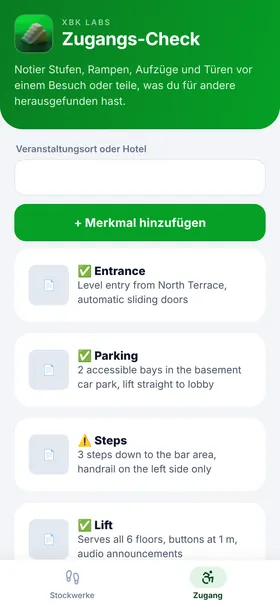 XBK LABS
Zugangs-Check
Notier Stufen, Rampen, Aufzüge und Türen vor
einem Besuch oder teile, was du für andere
herausgefunden hast.
Veranstaltungsort oder Hotel
+ Merkmal hinzufügen
✅ Entrance
Level entry from North Terrace,
automatic sliding doors
✅ Parking
2 accessible bays in the basement
car park, lift straight to lobby
⚠️ Steps
3 steps down to the bar area,
handrail on the left side only
✅ Lift
Serves all 6 floors, buttons at 1 m,
audio announcements
Stockwerke
Zugang